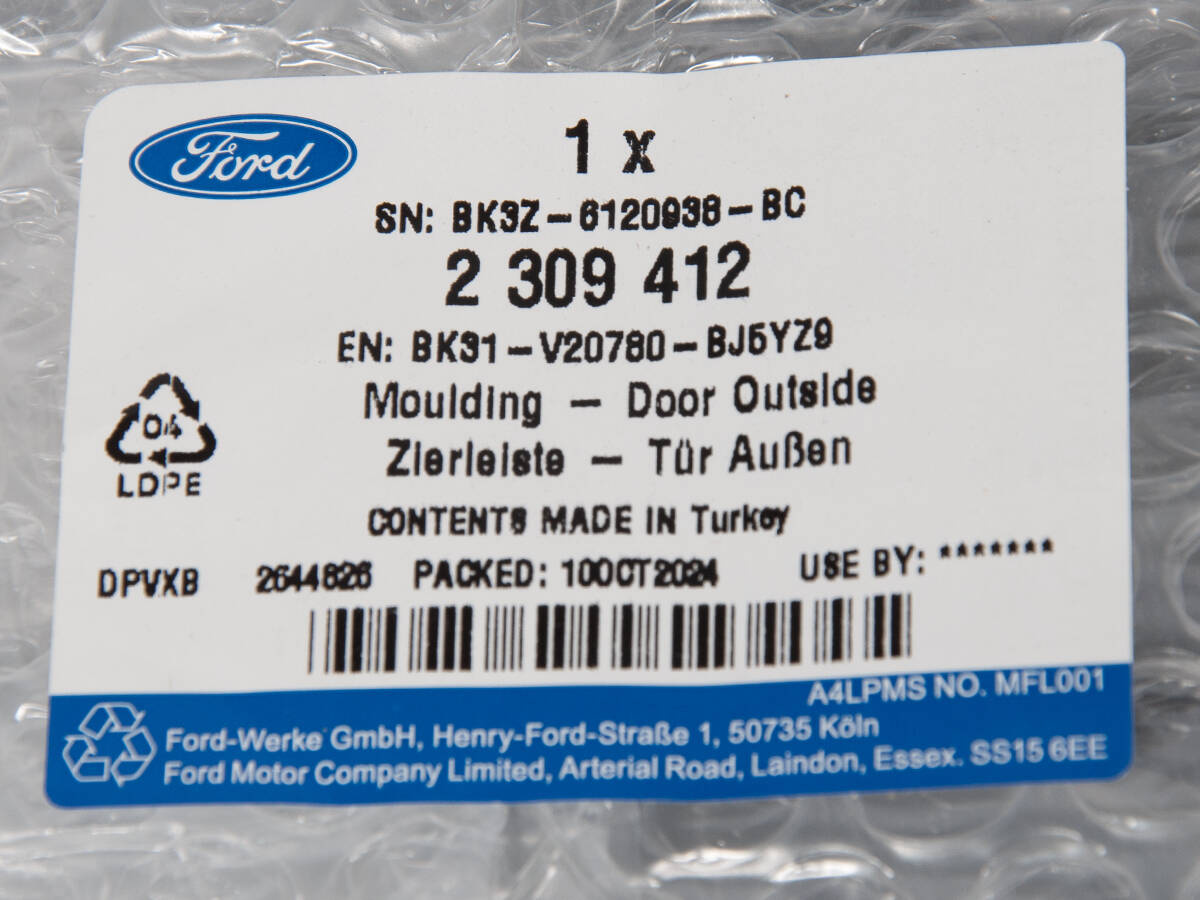 Ford
1 x
SN: BK3Z-6120938-BC
2 309 412
EN: BK31-V20780-BJ5YZ9
Moulding - Door Outside
Zierleiste - Tür Außen
04
LDPE
CONTENTS MADE IN Turkey
DPVXB 2644826 PACKED: 10OCT2024 USE BY: *******
A4LPMS NO. MFL001
Ford-Werke GmbH, Henry-Ford-Straße 1, 50735 Köln
Ford Motor Company Limited, Arterial Road, Laindon, Essex. SS15 6EE